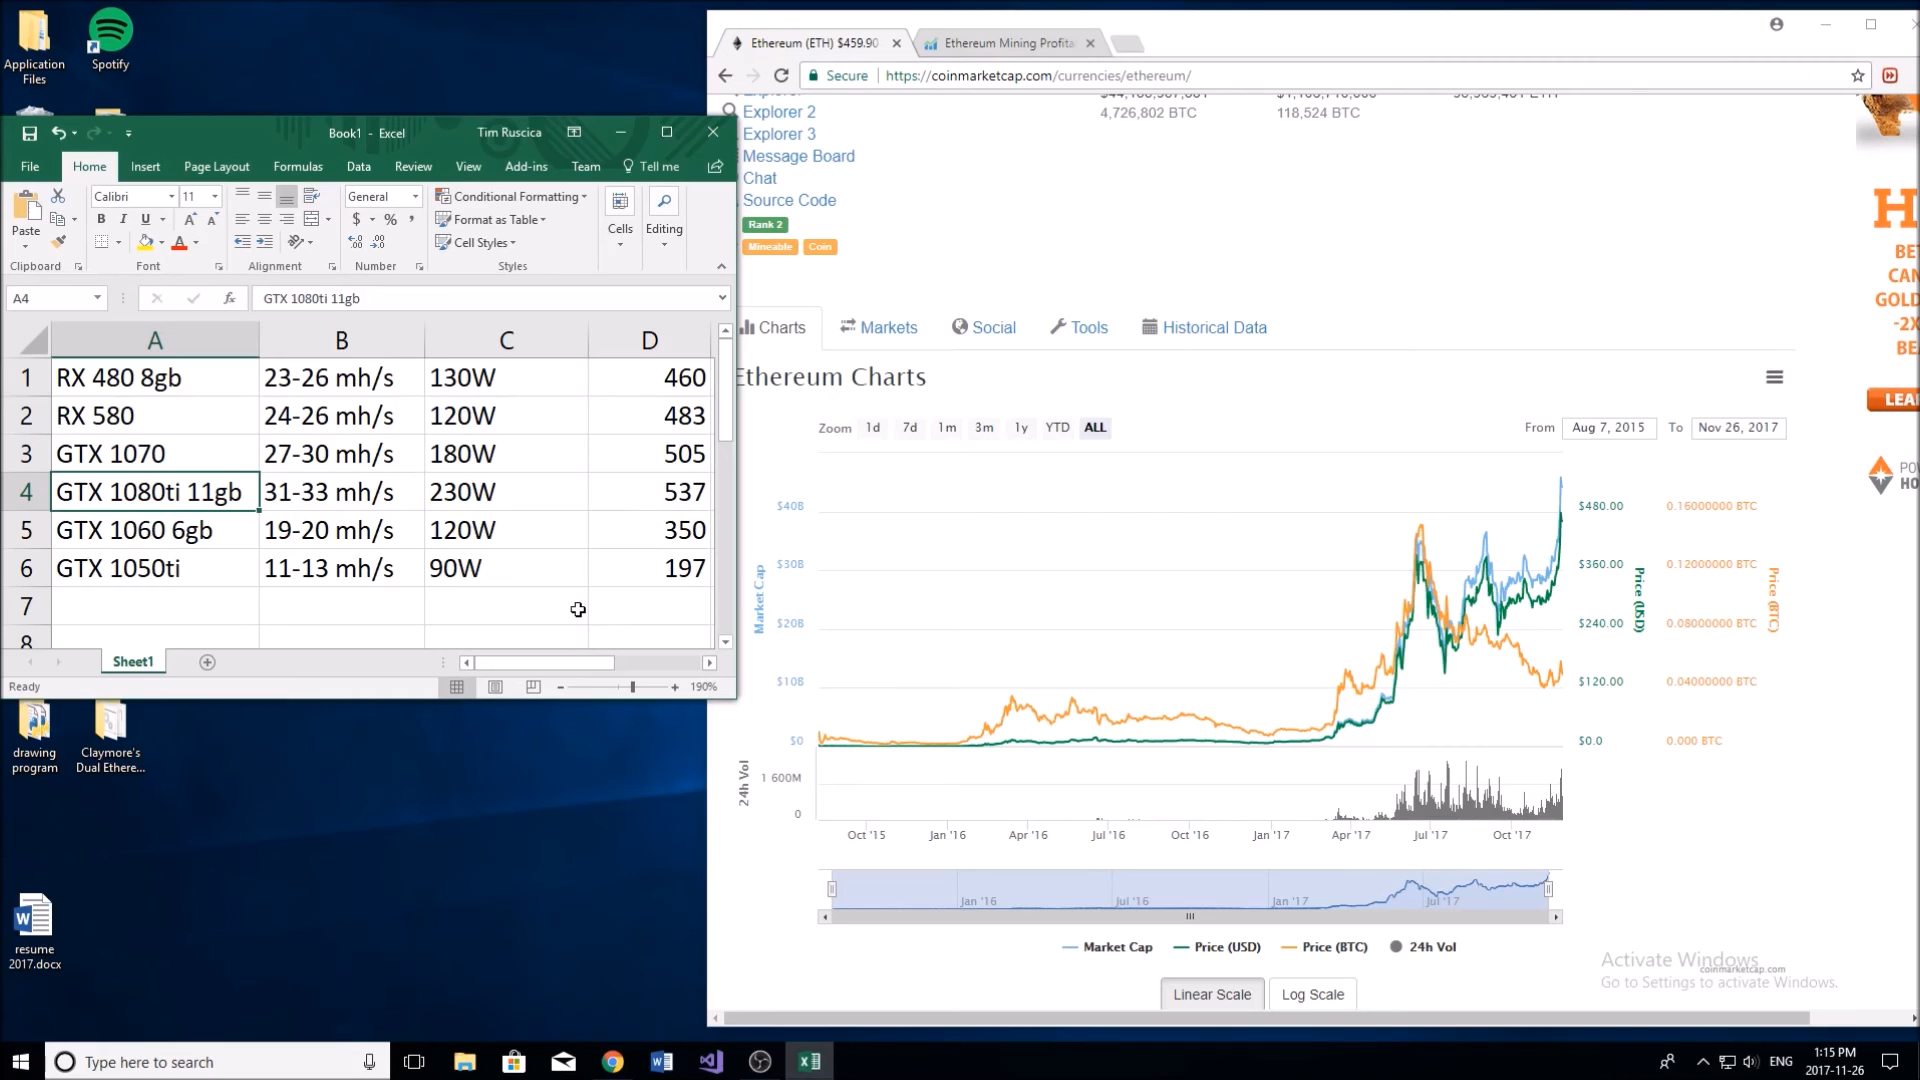 Application
Files
Spotify
Book1 - Excel
Tim Ruscica
File Home Insert Page Layout Formulas Data Review View Add-ins Team Tell me
Calibri 11 General Conditional Formatting
Format as Table
Cell Styles
Paste
B I U
A A
$ % ,
Cells Editing
Clipboard Font Alignment Number Styles
A4 fx GTX 1080ti 11gb
A B C D
1 RX 480 8gb 23-26 mh/s 130W 460
2 RX 580 24-26 mh/s 120W 483
3 GTX 1070 27-30 mh/s 180W 505
4 GTX 1080ti 11gb 31-33 mh/s 230W 537
5 GTX 1060 6gb 19-20 mh/s 120W 350
6 GTX 1050ti 11-13 mh/s 90W 197
7
8
Sheet1
Ready 190%
drawing
program
Claymore's
Dual Ethere...
resume
2017.docx
Ethereum (ETH) $459.90
Ethereum Mining Profita
Secure https://coinmarketcap.com/currencies/ethereum/
Explorer 2
4,726,802 BTC 118,524 BTC
Explorer 3
Message Board
Chat
Source Code
Rank 2
Mineable Coin
Charts Markets Social Tools Historical Data
Ethereum Charts
Zoom 1d 7d 1m 3m 1y YTD ALL
From Aug 7, 2015 To Nov 26, 2017
$40B $480.00 0.16000000 BTC
$30B $360.00 0.12000000 BTC
$20B $240.00 0.08000000 BTC
$10B $120.00 0.04000000 BTC
$0 $0.0 0.000 BTC
Market Cap
Price (USD)
Price (BTC)
24h Vol
1 600M
0
Oct '15 Jan '16 Apr '16 Jul '16 Oct '16 Jan '17 Apr '17 Jul '17 Oct '17
Jan '16 Jul '16 Jan '17 Jul '17
Market Cap Price (USD) Price (BTC) 24h Vol
coinmarketcap.com
Linear Scale Log Scale
H
BET
CAN
GOLD
-2X
BE
LEAR
PO
HO
Activate Windows
Go to Settings to activate Windows.
Type here to search
ENG
1:15 PM
2017-11-26